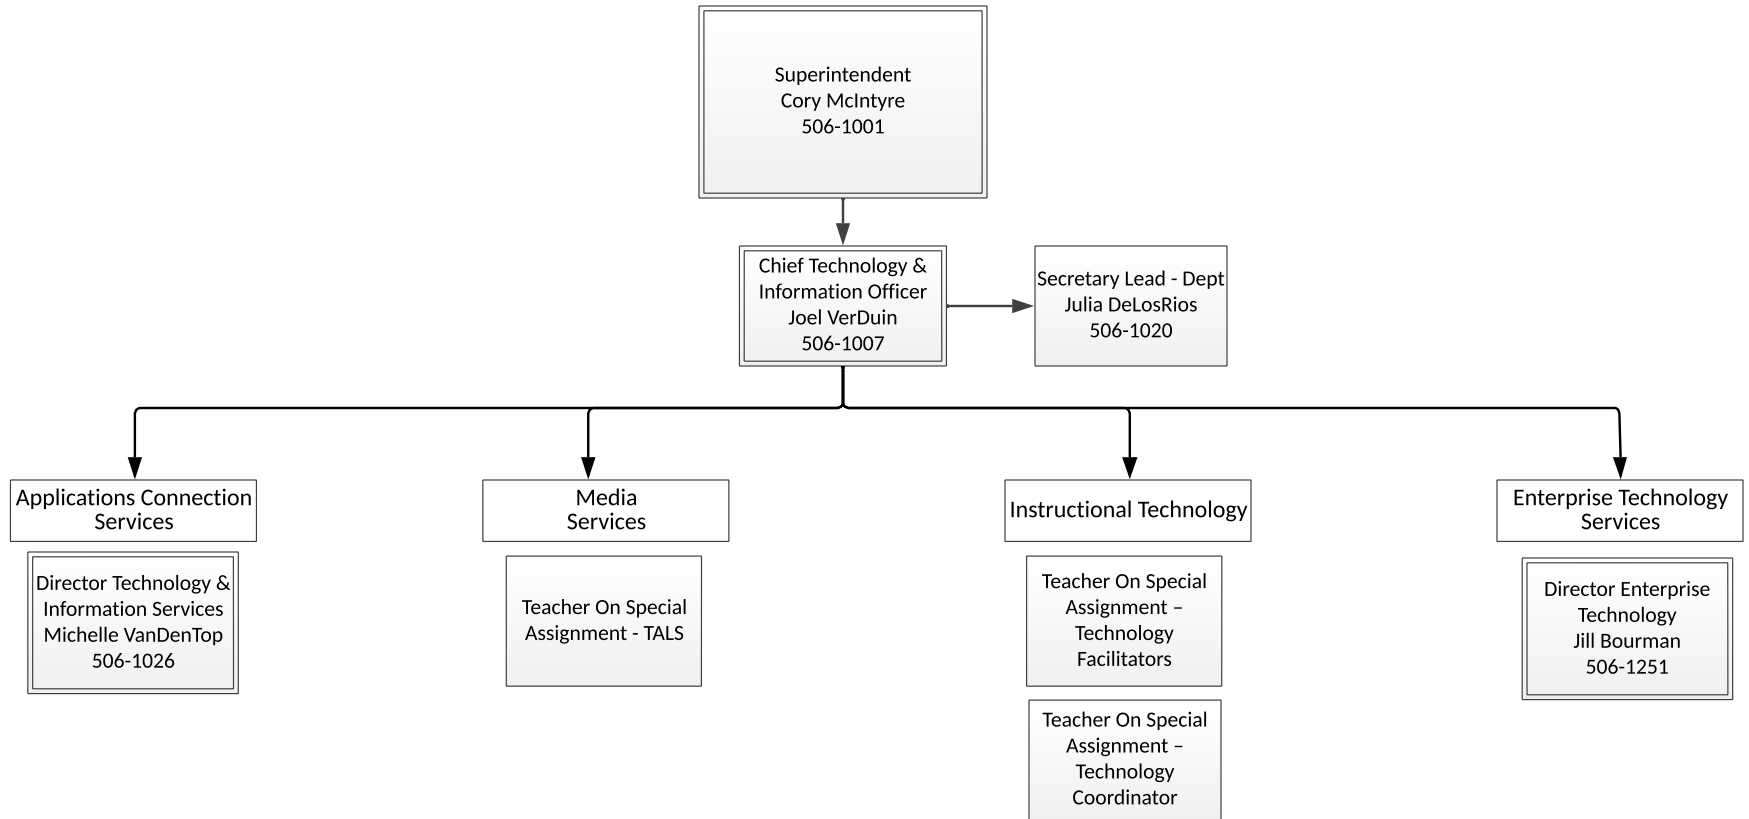 Superintendent
Cory McIntyre
506-1001
Chief Technology &
Information Officer
Joel VerDuin
506-1007
Secretary Lead - Dept
Julia DeLosRios
506-1020
Applications Connection
Services
Media
Services
Instructional Technology
Enterprise Technology
Services
Director Technology &
Information Services
Michelle VanDenTop
506-1026
Teacher On Special
Assignment - TALS
Teacher On Special
Assignment –
Technology
Facilitators
Director Enterprise
Technology
Jill Bourman
506-1251
Teacher On Special
Assignment –
Technology
Coordinator